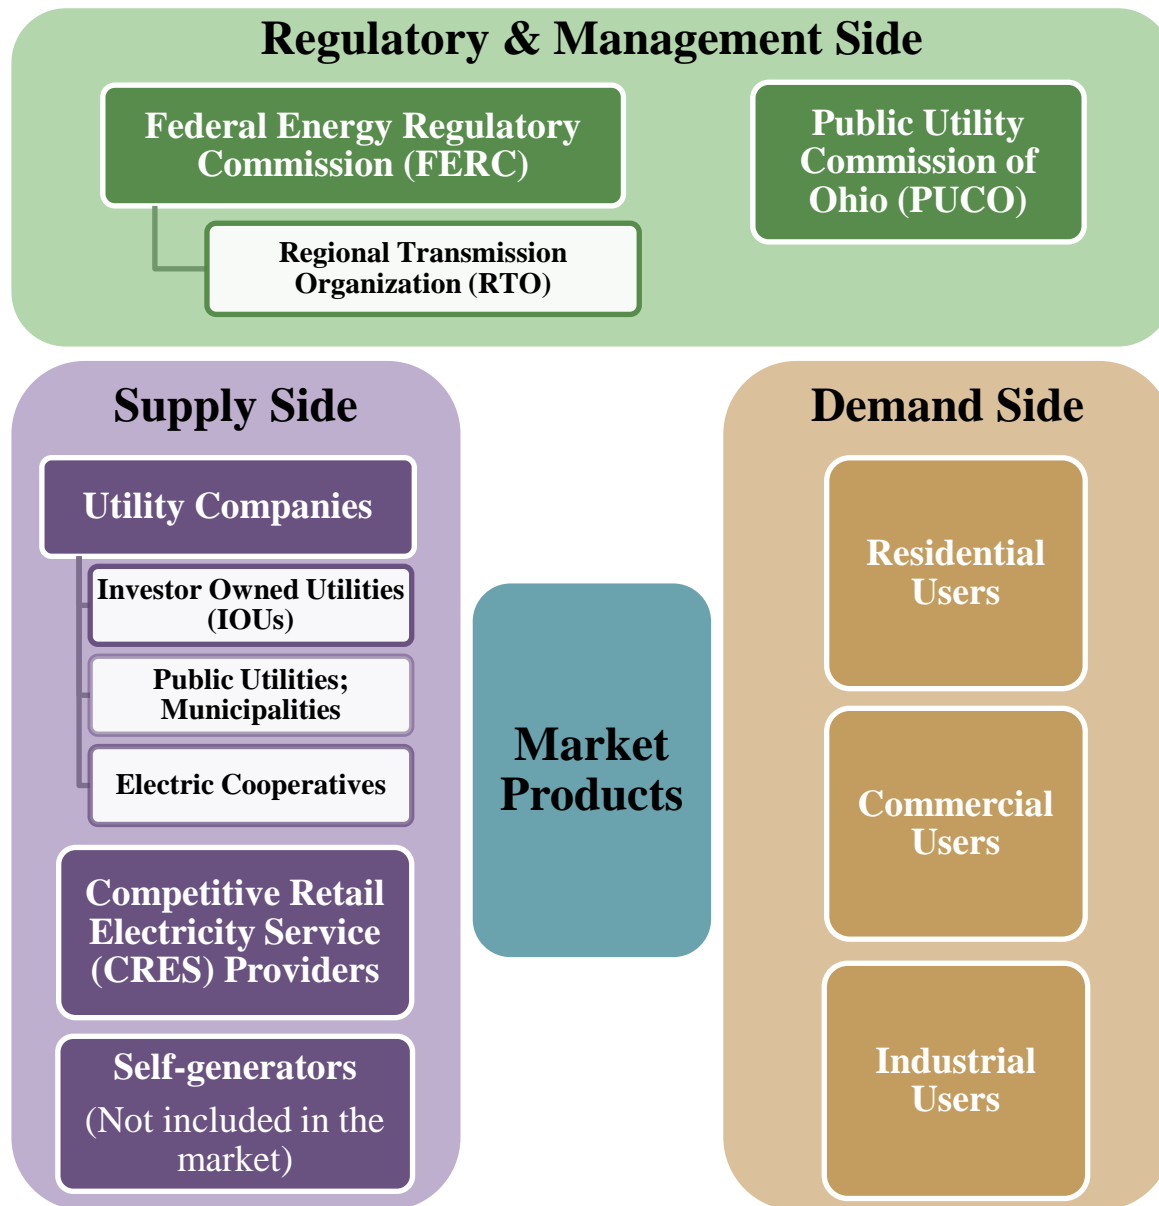 Regulatory & Management Side
Federal Energy Regulatory
Commission (FERC)
Regional Transmission
Organization (RTO)
Public Utility
Commission of
Ohio (PUCO)
Supply Side
Utility Companies
Investor Owned Utilities
(IOUs)
Public Utilities;
Municipalities
Electric Cooperatives
Competitive Retail
Electricity Service
(CRES) Providers
Self-generators
(Not included in the
market)
Market
Products
Demand Side
Residential
Users
Commercial
Users
Industrial
Users